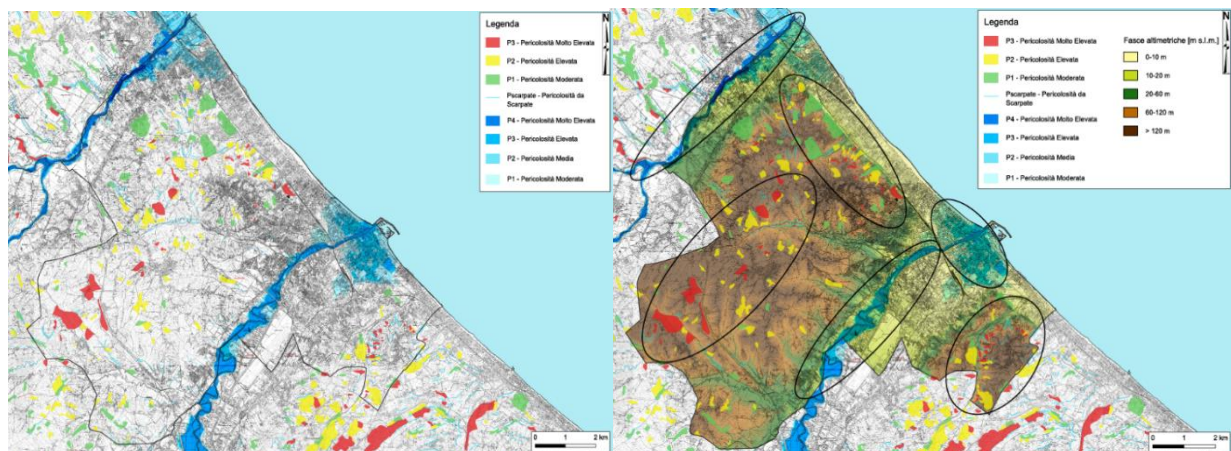 Legenda
P3 - Pericolosità Molto Elevata
P2 - Pericolosità Elevata
P1 - Pericolosità Moderata
Pscarpate - Pericolosità da
Scarpate
P4 - Pericolosità Molto Elevata
P3 - Pericolosità Elevata
P2 - Pericolosità Media
P1 - Pericolosità Moderata
N
0 1 2 km
Legenda
P3 - Pericolosità Molto Elevata
P2 - Pericolosità Elevata
P1 - Pericolosità Moderata
Pscarpate - Pericolosità da
Scarpate
P4 - Pericolosità Molto Elevata
P3 - Pericolosità Elevata
P2 - Pericolosità Media
P1 - Pericolosità Moderata
Fasce altimetriche [m s.l.m.]
0-10 m
10-20 m
20-60 m
60-120 m
> 120 m
N
0 1 2 km